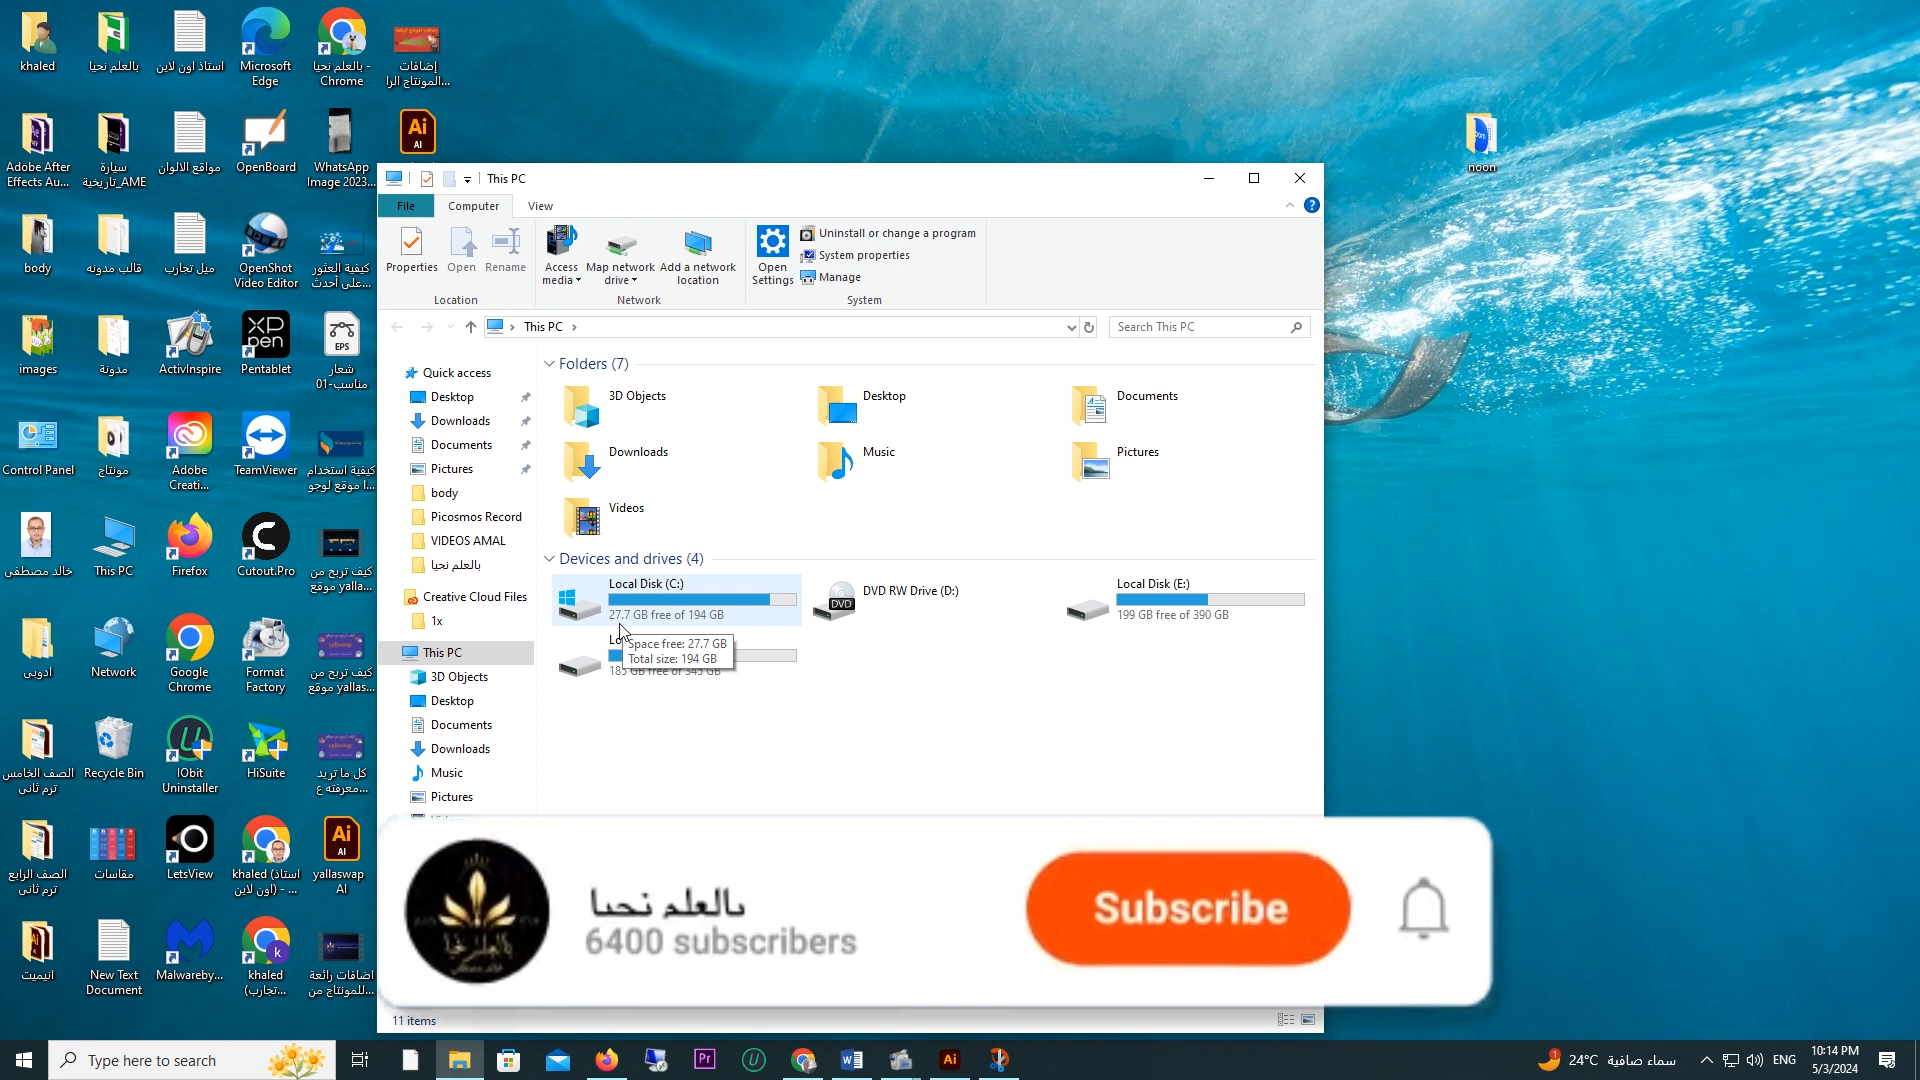 khaled
بالعلم نحيا
استاذ اون لاين
Microsoft
Edge
بالعلم نحيا -
Chrome
إضافات
المونتاج الرا...
Adobe After
Effects Au...
سيارة
تاريخية_AME
مواقع الالوان
OpenBoard
WhatsApp
Image 2023...
body
قالب مدونه
ميل تجارب
OpenShot
Video Editor
كيفية العثور
على أحدث...
images
مدونة
ActivInspire
Pentablet
شعار
مناسب-01
Control Panel
مونتاج
Adobe
Creati...
TeamViewer
كيفية استخدام
ا موقع لوجو...
خالد مصطفى
This PC
Firefox
Cutout.Pro
كيف تربح من
موقع yalla...
ادوبى
Network
Google
Chrome
Format
Factory
كيف تربح من
موقع yallas...
الصف الخامس
ترم ثانى
Recycle Bin
IObit
Uninstaller
HiSuite
كل ما تريد
معرفته ع...
الصف الرابع
ترم ثانى
مقاسات
LetsView
khaled (استاذ
اون لاين) - ...
yallaswap
AI
انيميت
New Text
Document
Malwareby...
khaled
(تجارب...
اضافات رائعة
للمونتاج من...
noon
This PC
File
Computer
View
Properties
Open
Rename
Access
media
Map network
drive
Add a network
location
Open
Settings
Uninstall or change a program
System properties
Manage
Location
Network
System
This PC
Search This PC
Quick access
Desktop
Downloads
Documents
Pictures
body
Picosmos Record
VIDEOS AMAL
بالعلم نحيا
Creative Cloud Files
1x
This PC
3D Objects
Desktop
Documents
Downloads
Music
Pictures
Folders (7)
3D Objects
Desktop
Documents
Downloads
Music
Pictures
Videos
Devices and drives (4)
Local Disk (C:)
27.7 GB free of 194 GB
DVD RW Drive (D:)
Local Disk (E:)
199 GB free of 390 GB
Space free: 27.7 GB
Total size: 194 GB
185 GB free of 345 GB
بالعلم نحيا
6400 subscribers
Subscribe
11 items
Type here to search
24°C سماء صافية
ENG
10:14 PM
5/3/2024